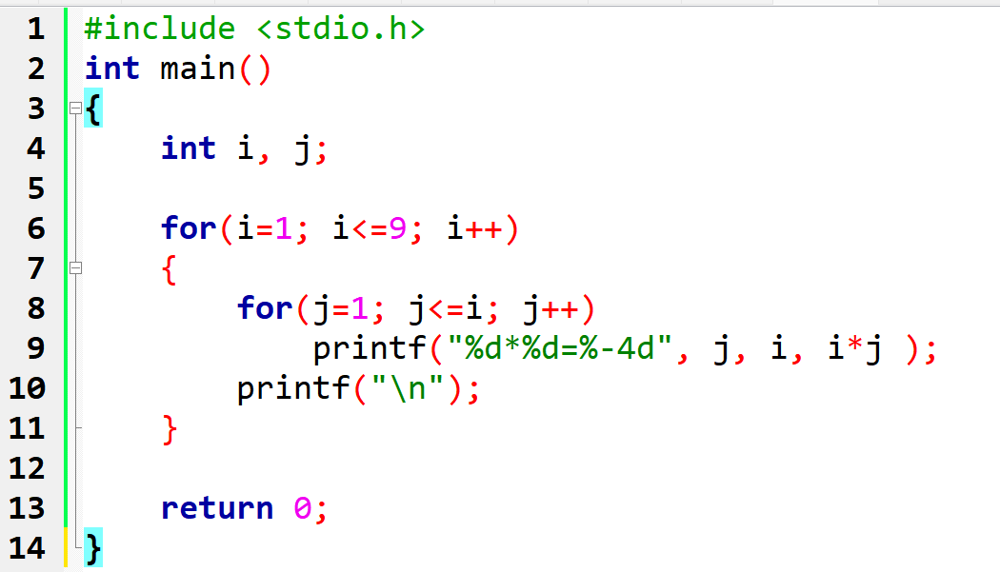 1 #include <stdio.h>
2 int main()
3 {
4     int i, j;
5
6     for(i=1; i<=9; i++)
7     {
8         for(j=1; j<=i; j++)
9             printf("%d*%d=%-4d", j, i, i*j );
10         printf("\n");
11     }
12
13     return 0;
14 }